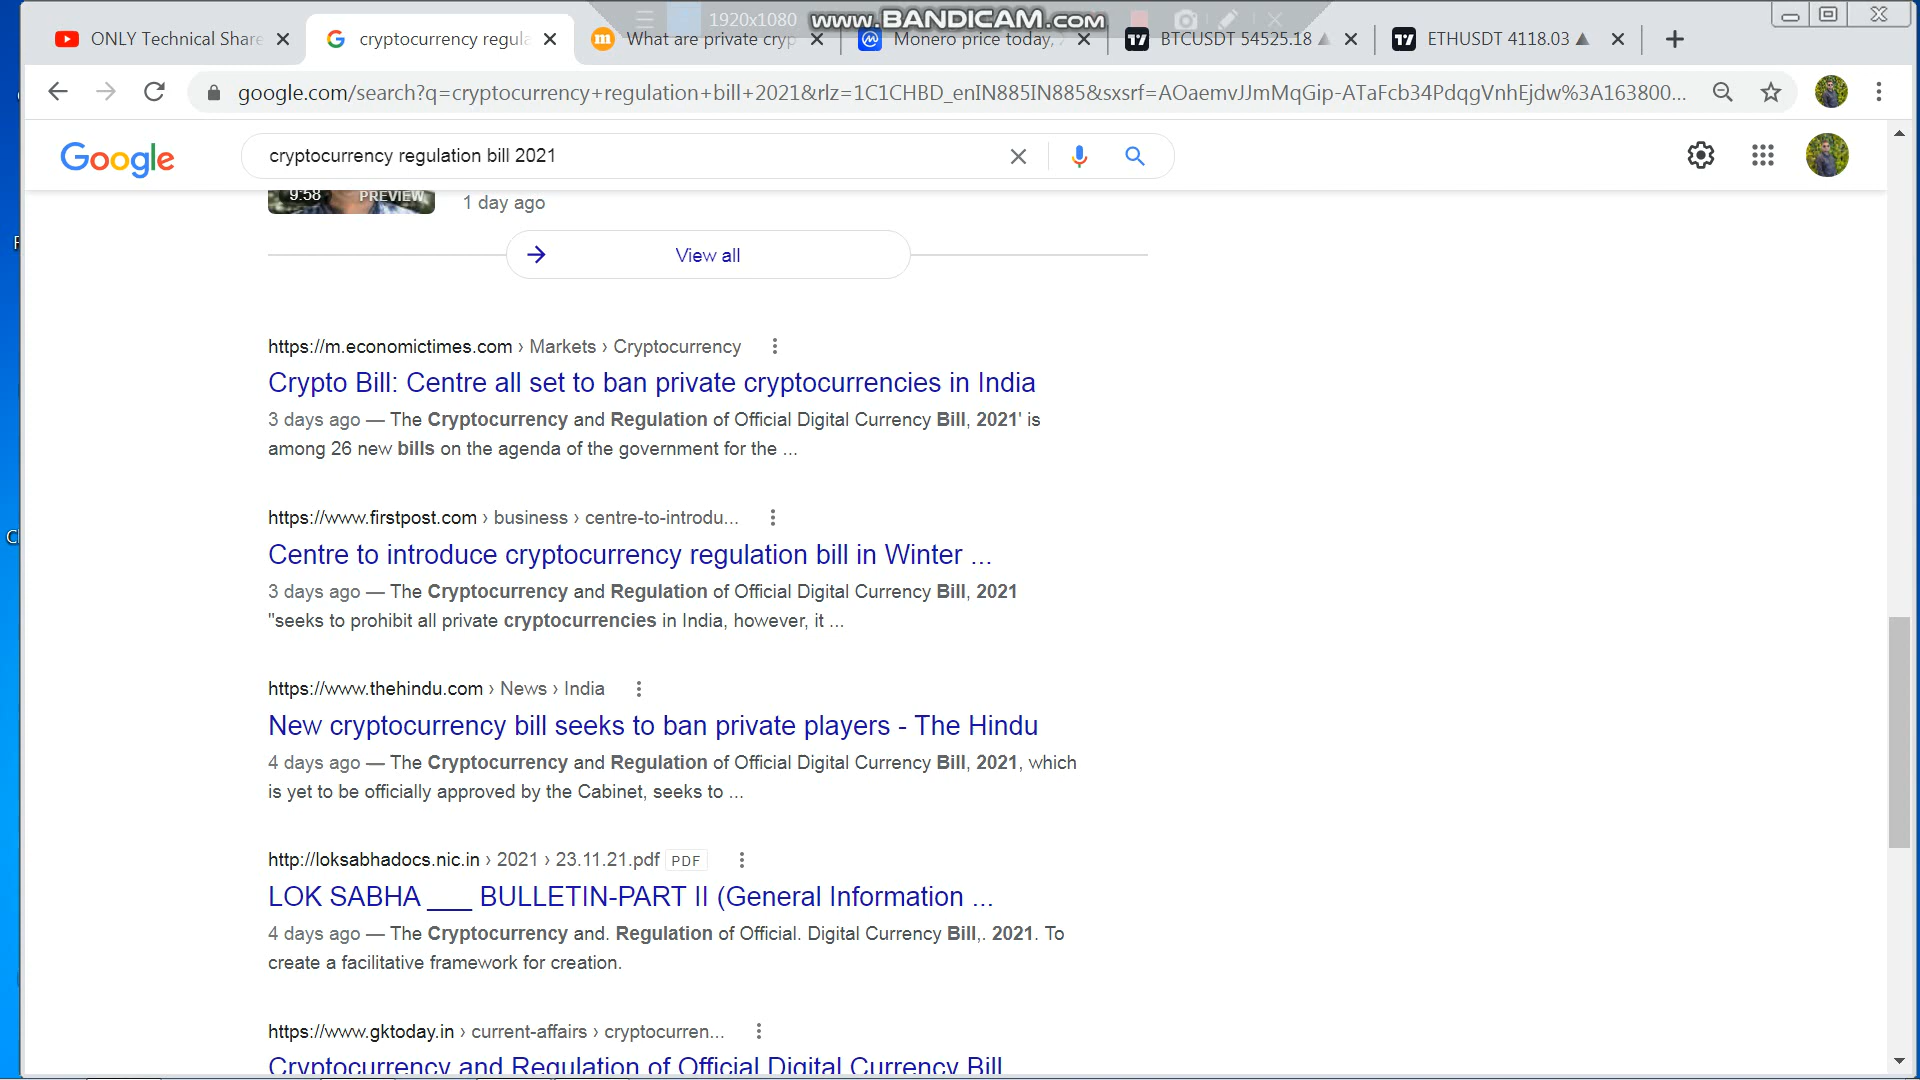 1920x1080
www.BANDICAM.com
ONLY Technical Share
cryptocurrency regula
What are private cryp
Monero price today,
BTCUSDT 54525.18
ETHUSDT 4118.03
google.com/search?q=cryptocurrency+regulation+bill+2021&rlz=1C1CHBD_enIN885IN885&sxsrf=AOaemvJJmMqGip-ATaFcb34PdqgVnhEjdw%3A163800...
Google
cryptocurrency regulation bill 2021
9:58
PREVIEW
1 day ago
View all
https://m.economictimes.com › Markets › Cryptocurrency
Crypto Bill: Centre all set to ban private cryptocurrencies in India
3 days ago — The Cryptocurrency and Regulation of Official Digital Currency Bill, 2021' is
among 26 new bills on the agenda of the government for the ...
https://www.firstpost.com › business › centre-to-introdu...
Centre to introduce cryptocurrency regulation bill in Winter ...
3 days ago — The Cryptocurrency and Regulation of Official Digital Currency Bill, 2021
"seeks to prohibit all private cryptocurrencies in India, however, it ...
https://www.thehindu.com › News › India
New cryptocurrency bill seeks to ban private players - The Hindu
4 days ago — The Cryptocurrency and Regulation of Official Digital Currency Bill, 2021, which
is yet to be officially approved by the Cabinet, seeks to ...
http://loksabhadocs.nic.in › 2021 › 23.11.21.pdf PDF
LOK SABHA ___ BULLETIN-PART II (General Information ...
4 days ago — The Cryptocurrency and. Regulation of Official. Digital Currency Bill,. 2021. To
create a facilitative framework for creation.
https://www.gktoday.in › current-affairs › cryptocurren...
Cryptocurrency and Regulation of Official Digital Currency Bill